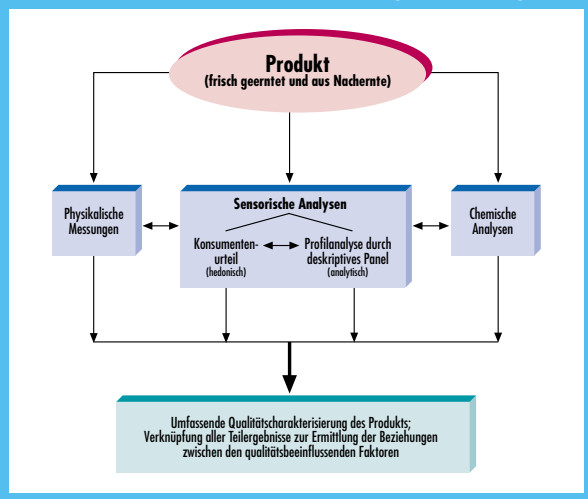 Produkt
(frisch geerntet und aus Nachernte)
Physikalische
Messungen
Sensorische Analysen
Konsumenten-
urteil
(hedonisch)
Profilanalyse durch
deskriptives Panel
(analytisch)
Chemische
Analysen
Umfassende Qualitätscharakterisierung des Produkts;
Verknüpfung aller Teilergebnisse zur Ermittlung der Beziehungen
zwischen den qualitätsbeeinflussenden Faktoren